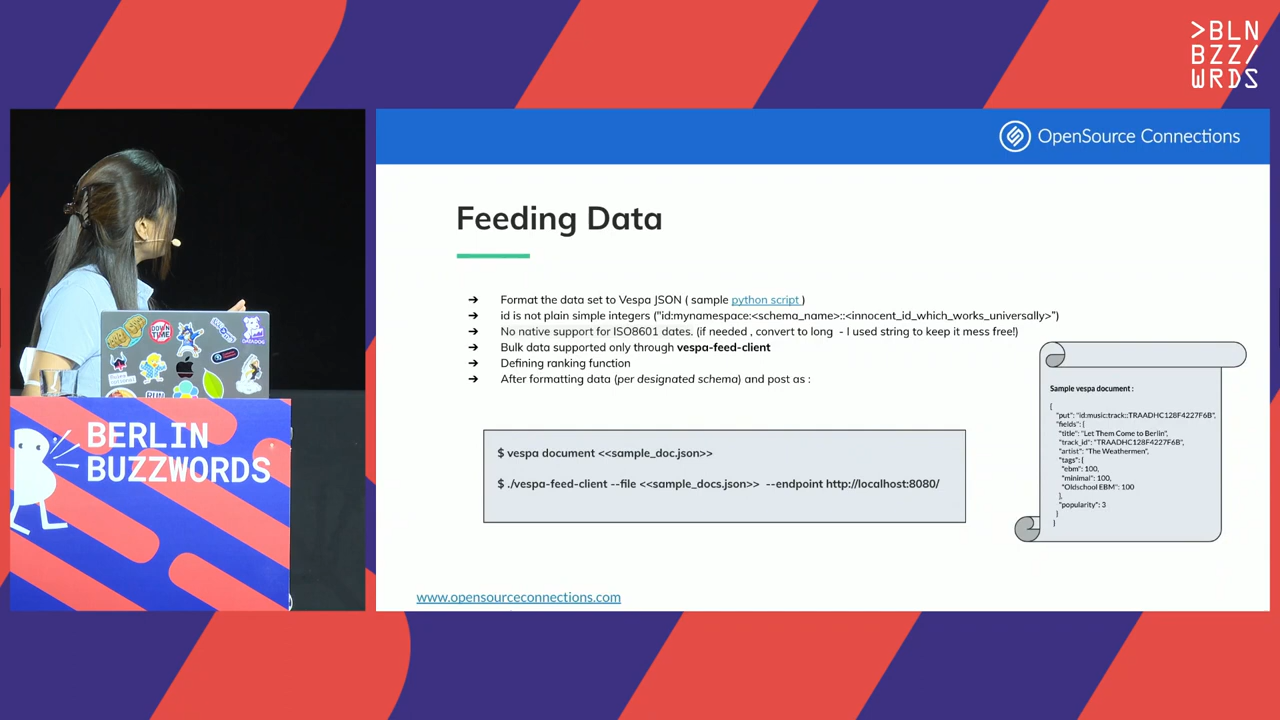 >BLN
BZZ/
WRDS
OpenSource Connections
Feeding Data
➔ Format the data set to Vespa JSON ( sample python script )
➔ id is not plain simple integers ("id:mynamespace:<schema_name>::<innocent_id_which_works_universally>")
➔ No native support for ISO8601 dates. (if needed , convert to long - I used string to keep it mess free!)
➔ Bulk data supported only through vespa-feed-client
➔ Defining ranking function
➔ After formatting data (per designated schema) and post as :
$ vespa document <<sample_doc.json>>
$ ./vespa-feed-client --file <<sample_docs.json>> --endpoint http://localhost:8080/
Sample vespa document :
{
"put": "id:music:track::TRAADHC128F4227F6B",
"fields": {
"title": "Let Them Come to Berlin",
"track_id": "TRAADHC128F4227F6B",
"artist": "The Weathermen",
"tags": {
"ebm": 100,
"minimal": 100,
"Oldschool EBM": 100
},
"popularity": 3
}
}
www.opensourceconnections.com
DOWN
TIME
DATADOG
RUN
BERLIN
BUZZWORDS